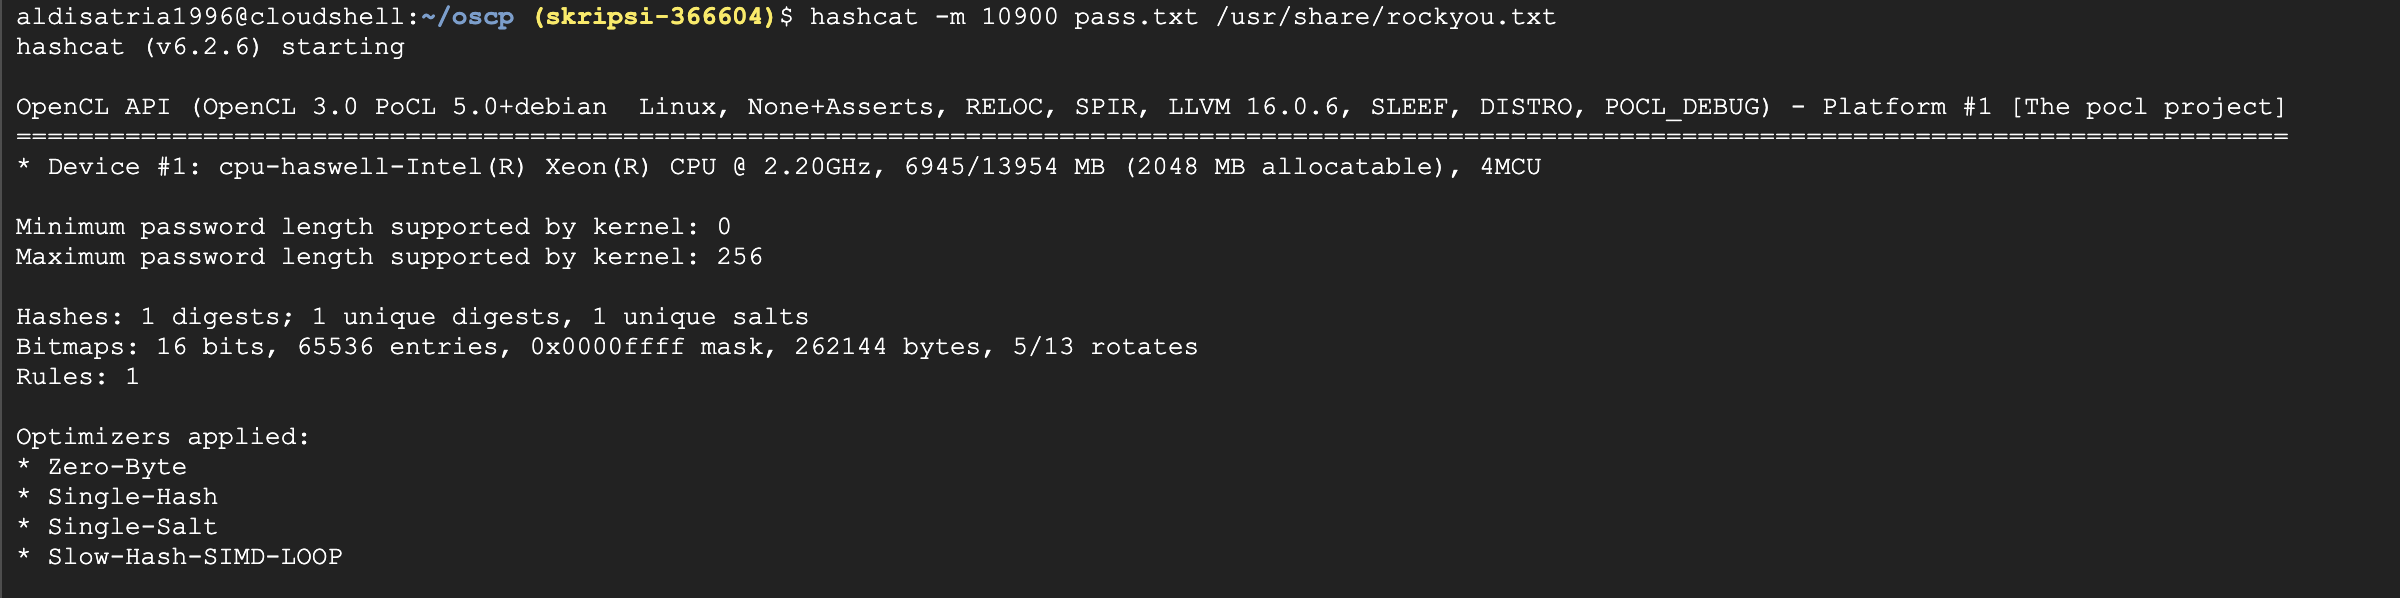 aldisatria1996@cloudshell:~/oscp (skripsi-366604)$ hashcat -m 10900 pass.txt /usr/share/rockyou.txt
hashcat (v6.2.6) starting
OpenCL API (OpenCL 3.0 PoCL 5.0+debian  Linux, None+Asserts, RELOC, SPIR, LLVM 16.0.6, SLEEF, DISTRO, POCL_DEBUG) - Platform #1 [The pocl project]
==================================================================================================================================================
* Device #1: cpu-haswell-Intel(R) Xeon(R) CPU @ 2.20GHz, 6945/13954 MB (2048 MB allocatable), 4MCU
Minimum password length supported by kernel: 0
Maximum password length supported by kernel: 256
Hashes: 1 digests; 1 unique digests, 1 unique salts
Bitmaps: 16 bits, 65536 entries, 0x0000ffff mask, 262144 bytes, 5/13 rotates
Rules: 1
Optimizers applied:
* Zero-Byte
* Single-Hash
* Single-Salt
* Slow-Hash-SIMD-LOOP